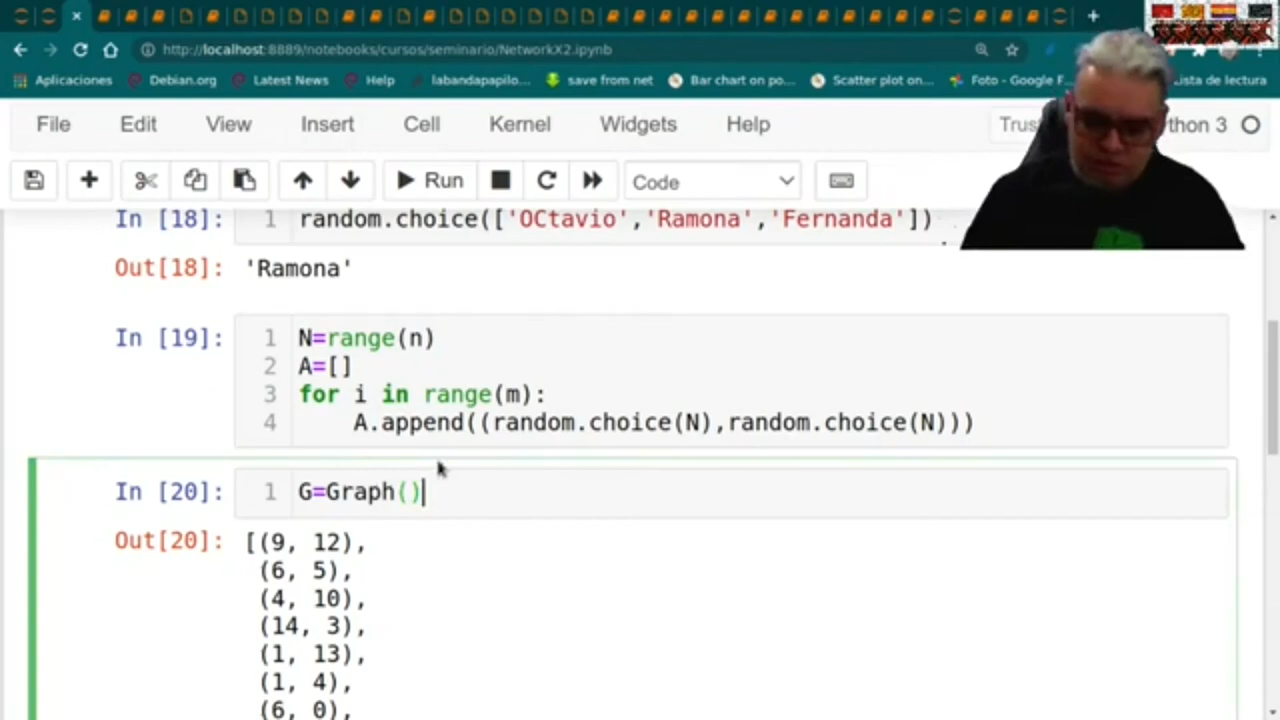 http://localhost:8889/notebooks/cursos/seminario/NetworkX2.ipynb
Aplicaciones Debian.org Latest News Help labandapapilo... save from net Bar chart on po... Scatter plot on... Foto - Google F... Lista de lectura
File Edit View Insert Cell Kernel Widgets Help Trus thon 3
Run Code
In [18]: 1 random.choice(['OCtavio','Ramona','Fernanda'])
Out[18]: 'Ramona'
In [19]: 1 N=range(n)
2 A=[]
3 for i in range(m):
4 A.append((random.choice(N),random.choice(N)))
In [20]: 1 G=Graph()
Out[20]: [(9, 12),
(6, 5),
(4, 10),
(14, 3),
(1, 13),
(1, 4),
(6, 0),